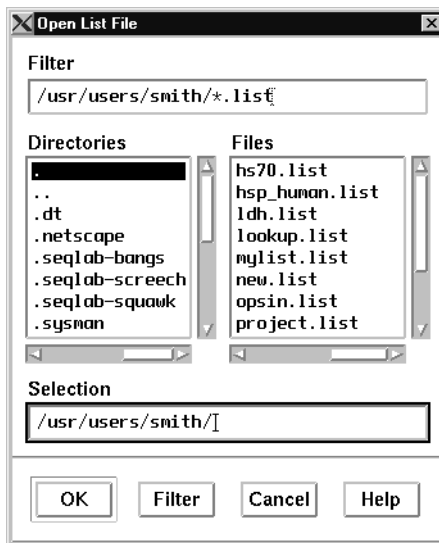 Open List File
Filter
/usr/users/smith/*.list
Directories
Files
.
..
.dt
.netscape
.seqlab-bangs
.seqlab-screech
.seqlab-squawk
.sysman
hs70.list
hsp_human.list
ldh.list
lookup.list
mylist.list
new.list
opsin.list
project.list
Selection
/usr/users/smith/
OK
Filter
Cancel
Help